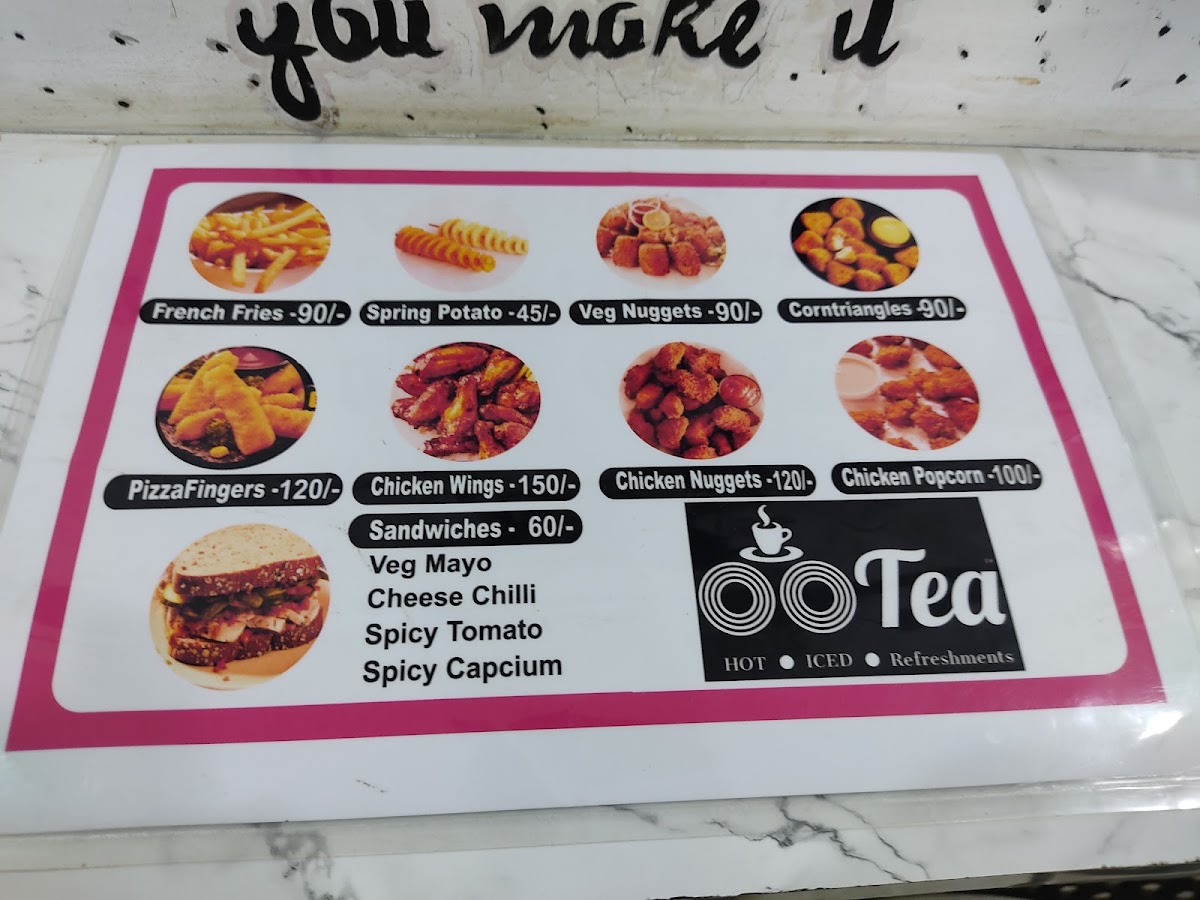 you make it
French Fries -90/-
Spring Potato -45/-
Veg Nuggets -90/-
Corntriangles -90/-
PizzaFingers -120/-
Chicken Wings -150/-
Chicken Nuggets -120/-
Chicken Popcorn -100/-
Sandwiches - 60/-
Veg Mayo
Cheese Chilli
Spicy Tomato
Spicy Capcium
OO Tea
HOT ● ICED ● Refreshments